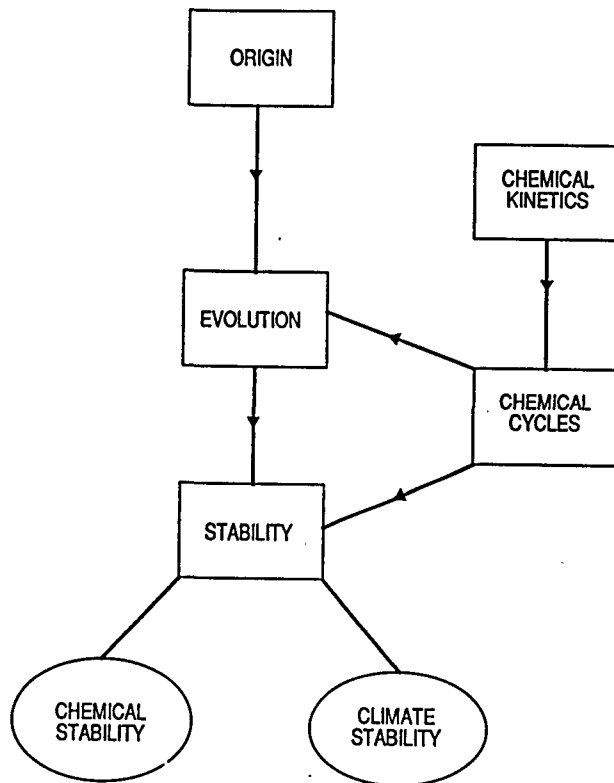 ORIGIN
CHEMICAL
KINETICS
EVOLUTION
CHEMICAL
CYCLES
STABILITY
CHEMICAL
STABILITY
CLIMATE
STABILITY